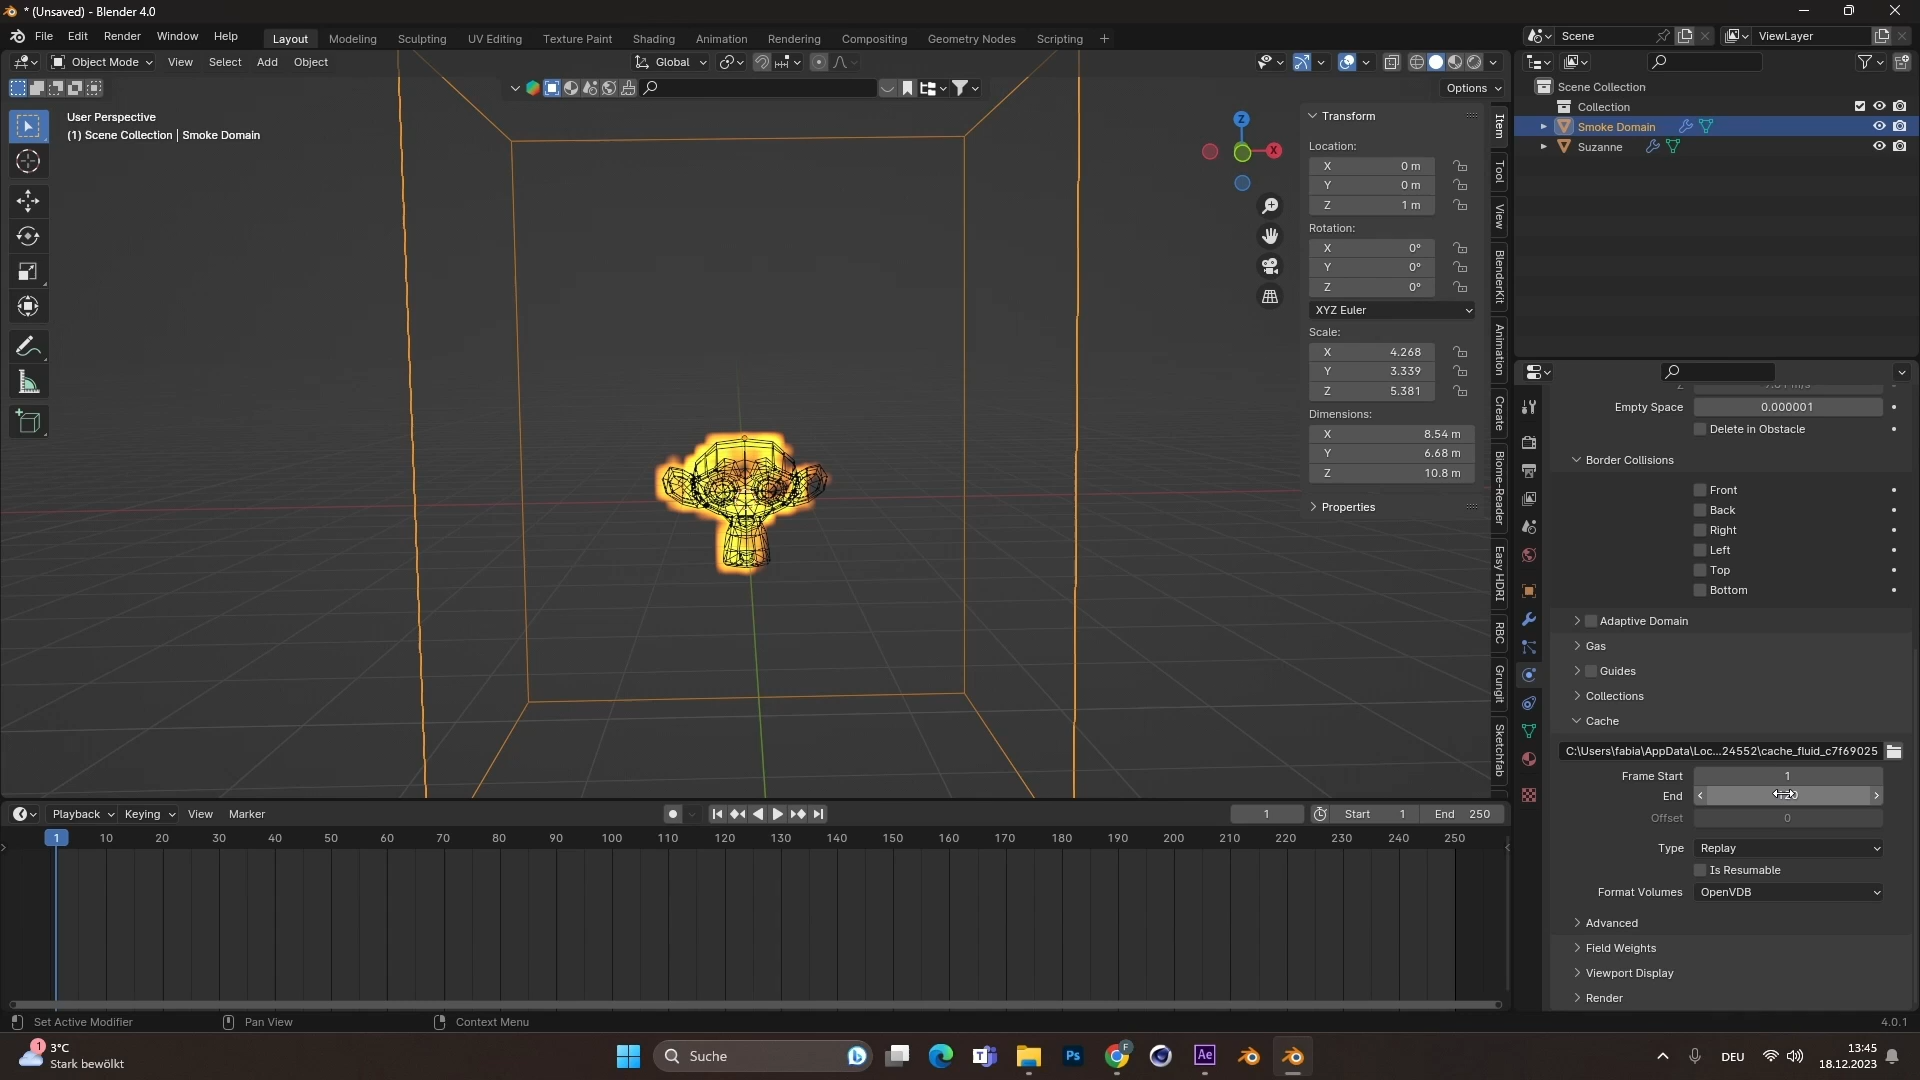 * (Unsaved) - Blender 4.0
File Edit Render Window Help
Layout Modeling Sculpting UV Editing Texture Paint Shading Animation Rendering Compositing Geometry Nodes Scripting +
Scene ViewLayer
Object Mode View Select Add Object Global
Options
User Perspective
(1) Scene Collection | Smoke Domain
Z
X
Transform
Location:
X 0 m
Y 0 m
Z 1 m
Rotation:
X 0°
Y 0°
Z 0°
XYZ Euler
Scale:
X 4.268
Y 3.339
Z 5.381
Dimensions:
X 8.54 m
Y 6.68 m
Z 10.8 m
Properties
Item
Tool
View
BlenderKit
Animation
Create
Biome-Reader
Easy HDRI
RBC
Grungit
Sketchfab
Scene Collection
Collection
Smoke Domain
Suzanne
Empty Space 0.000001
Delete in Obstacle
Border Collisions
Front
Back
Right
Left
Top
Bottom
Adaptive Domain
Gas
Guides
Collections
Cache
C:\Users\fabia\AppData\Loc...24552\cache_fluid_c7f69025
Frame Start 1
End
Offset 0
Type Replay
Is Resumable
Format Volumes OpenVDB
Advanced
Field Weights
Viewport Display
Render
Playback Keying View Marker
1 Start 1 End 250
1 10 20 30 40 50 60 70 80 90 100 110 120 130 140 150 160 170 180 190 200 210 220 230 240 250
Set Active Modifier Pan View Context Menu
4.0.1
1 3°C
Stark bewölkt
Suche
Ps
F
Ae
DEU
13:45
18.12.2023